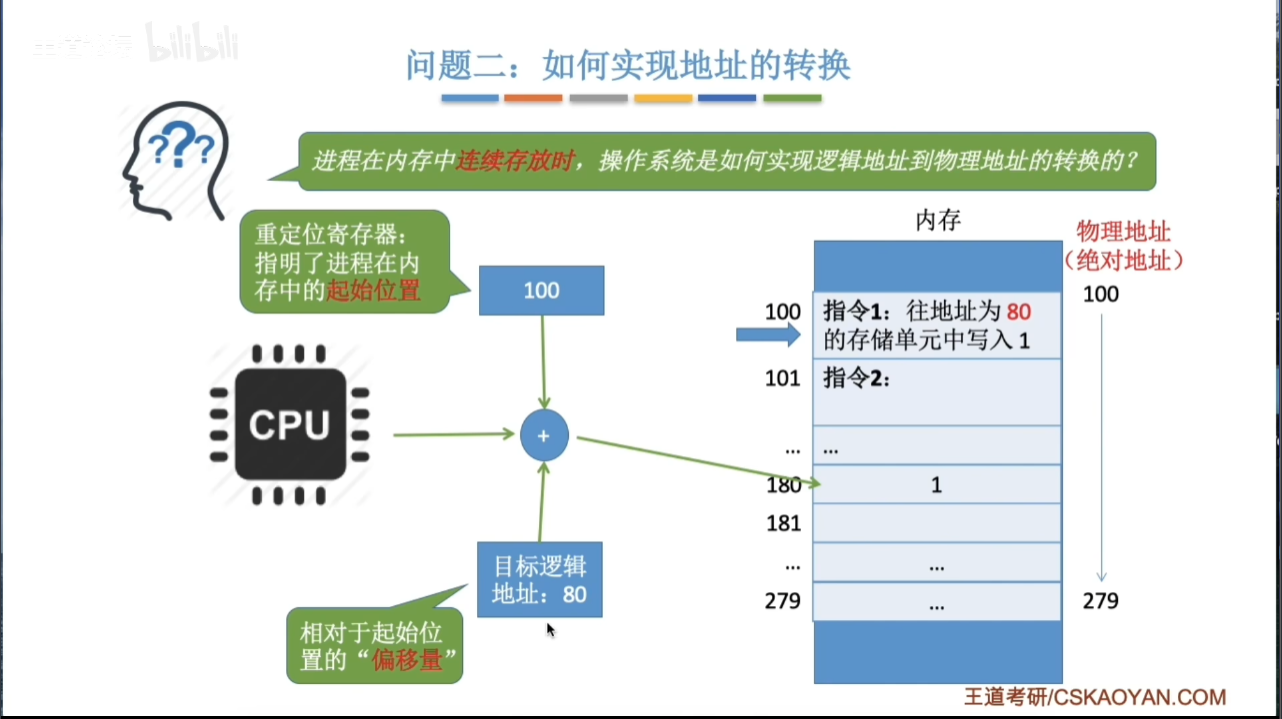 bilibili
问题二：如何实现地址的转换
???
进程在内存中连续存放时，操作系统是如何实现逻辑地址到物理地址的转换的？
重定位寄存器：
指明了进程在内
存中的起始位置
100
CPU
+
目标逻辑
地址：80
相对于起始位
置的“偏移量”
内存
物理地址
（绝对地址）
100
100
指令1：往地址为 80
的存储单元中写入 1
101
指令2：
...
...
180
1
181
...
...
279
...
279
王道考研/CSKAOYAN.COM